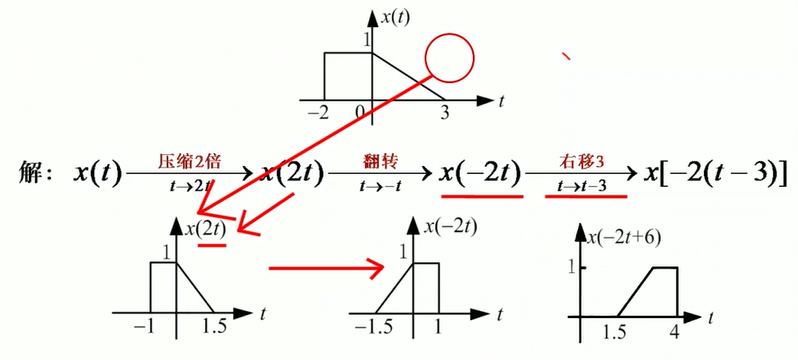 x(t)
1
−2 0 3 t
压缩2倍 翻转 右移3
解: x(t) → x(2t) → x(−2t) → x[−2(t−3)]
t→2t t→−t t→t−3
x(2t) x(−2t) x(−2t+6)
1 1 1
−1 1.5 t −1.5 1 t 1.5 4 t